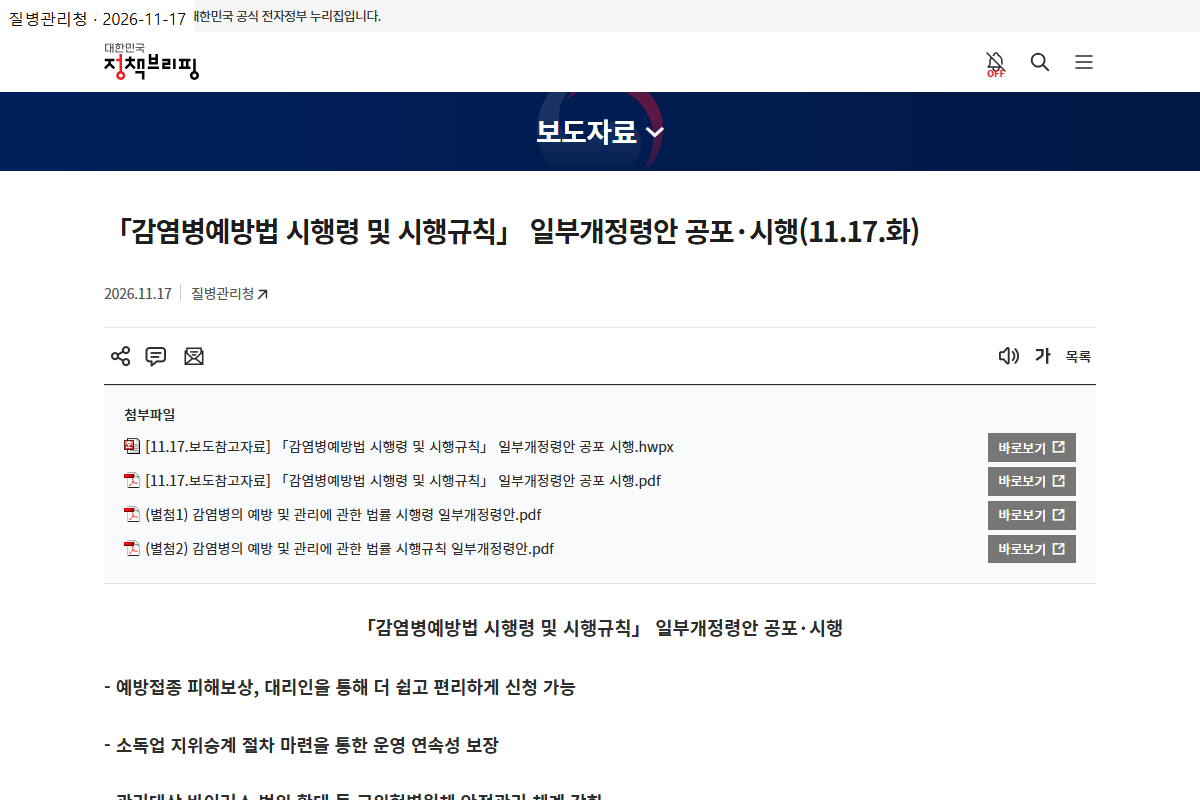 질병관리청 · 2026-11-17
대한민국 공식 전자정부 누리집입니다.
대한민국
정책브리핑
OFF
보도자료
「감염병예방법 시행령 및 시행규칙」 일부개정령안 공포·시행(11.17.화)
2026.11.17 질병관리청
가 목록
첨부파일
[11.17.보도참고자료] 「감염병예방법 시행령 및 시행규칙」 일부개정령안 공포 시행.hwpx 바로보기
[11.17.보도참고자료] 「감염병예방법 시행령 및 시행규칙」 일부개정령안 공포 시행.pdf 바로보기
(별첨1) 감염병의 예방 및 관리에 관한 법률 시행령 일부개정령안.pdf 바로보기
(별첨2) 감염병의 예방 및 관리에 관한 법률 시행규칙 일부개정령안.pdf 바로보기
「감염병예방법 시행령 및 시행규칙」 일부개정령안 공포·시행
- 예방접종 피해보상, 대리인을 통해 더 쉽고 편리하게 신청 가능
- 소독업 지위승계 절차 마련을 통한 운영 연속성 보장